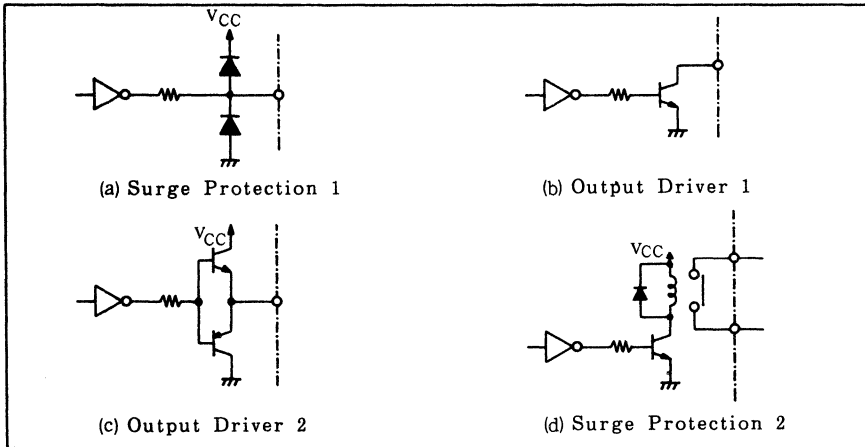 VCC
(a) Surge Protection 1
(b) Output Driver 1
VCC
(c) Output Driver 2
VCC
(d) Surge Protection 2